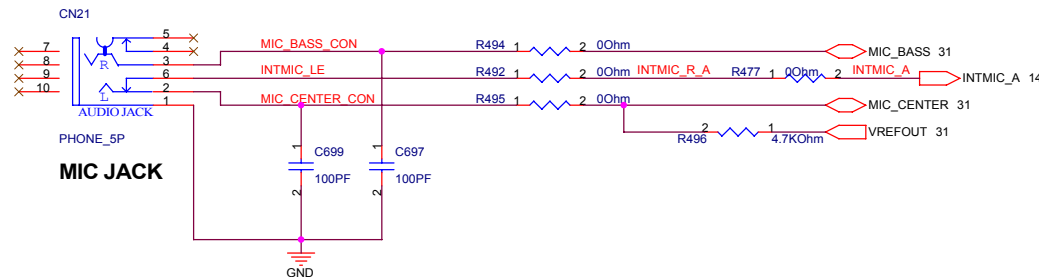 CN21
5
4
7
3
MIC_BASS_CON
R494
1
2
0Ohm
MIC_BASS 31
8
R
9
6
INTMIC_LE
R492
1
2
0Ohm
INTMIC_R_A
R477
1
0Ohm
2
INTMIC_A
INTMIC_A 14
10
L
2
MIC_CENTER_CON
R495
1
2
0Ohm
MIC_CENTER 31
1
AUDIO JACK
PHONE_5P
R496
2
1
4.7KOhm
VREFOUT 31
MIC JACK
1
C699
100PF
2
1
C697
100PF
2
GND